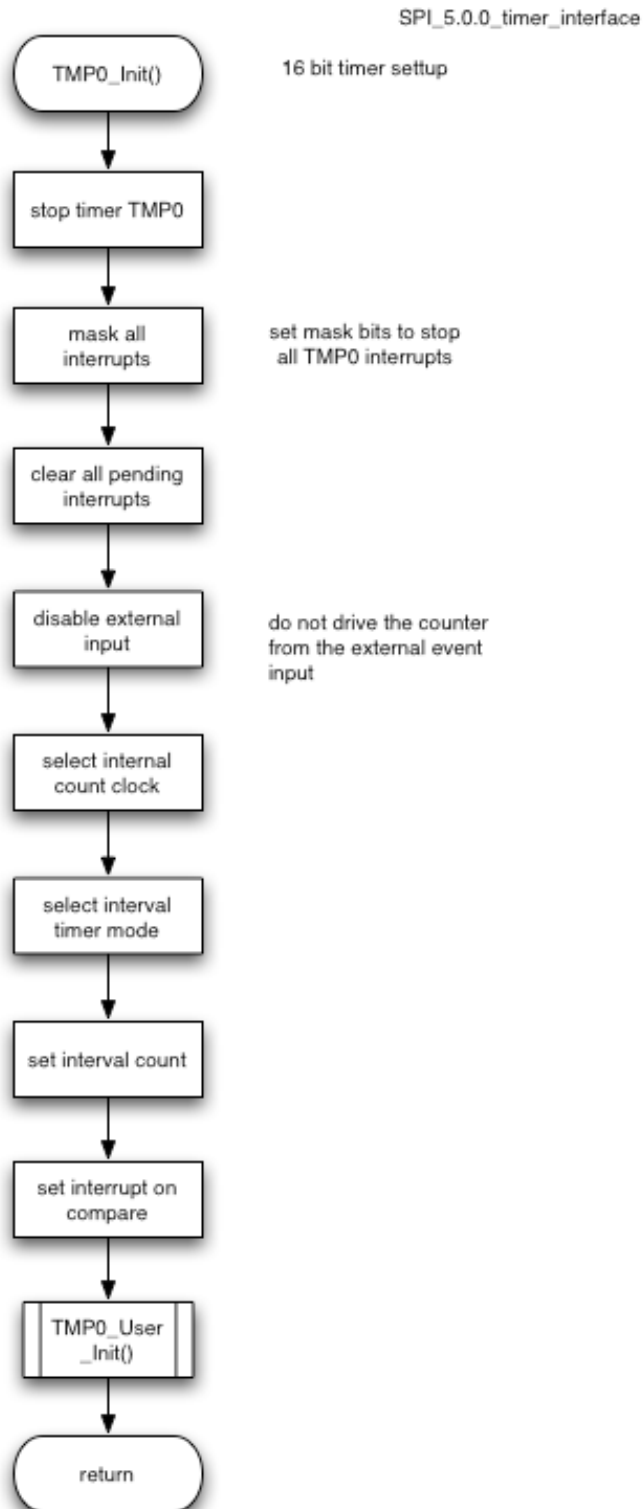 SPI_5.0.0_timer_interface
TMP0_Init()
16 bit timer settup
stop timer TMP0
mask all
interrupts
set mask bits to stop
all TMP0 interrupts
clear all pending
interrupts
disable external
input
do not drive the counter
from the external event
input
select internal
count clock
select interval
timer mode
set interval count
set interrupt on
compare
TMP0_User
_Init()
return